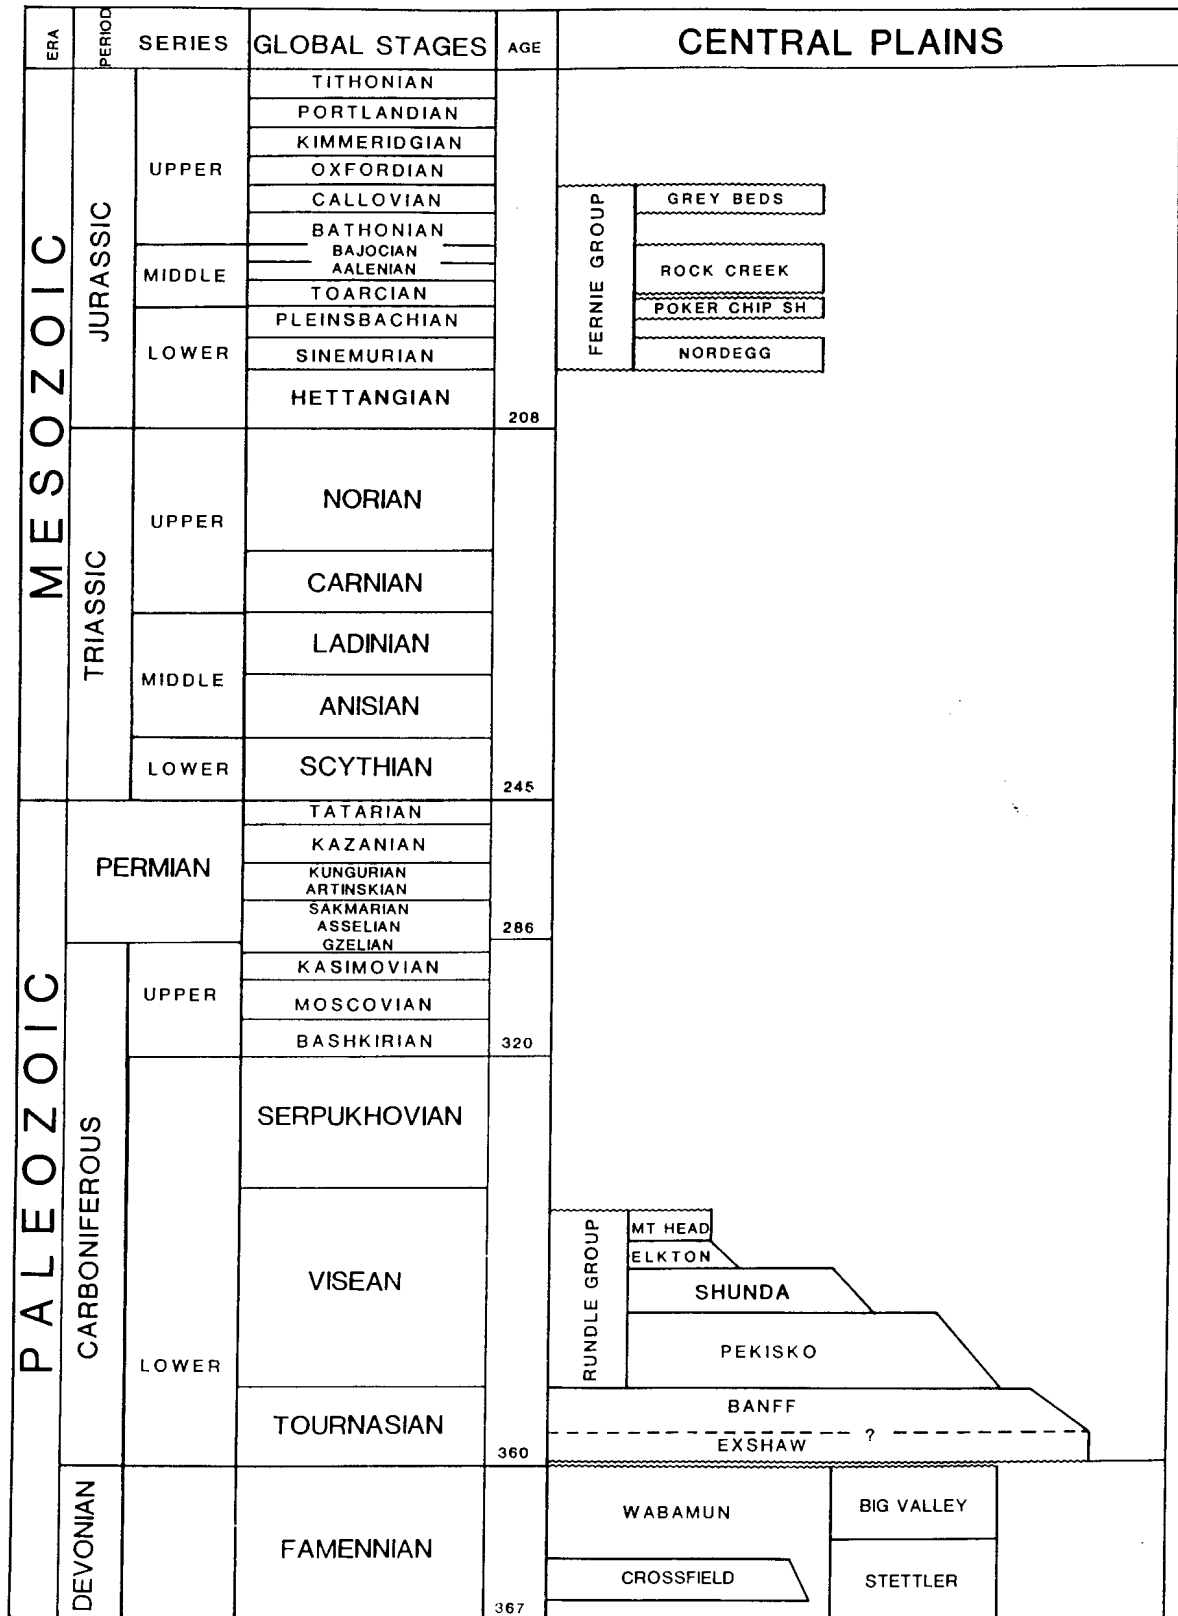 ERA
PERIOD
SERIES
GLOBAL STAGES
AGE
CENTRAL PLAINS
MESOZOIC
JURASSIC
UPPER
TITHONIAN
PORTLANDIAN
KIMMERIDGIAN
OXFORDIAN
CALLOVIAN
BATHONIAN
MIDDLE
BAJOCIAN
AALENIAN
TOARCIAN
LOWER
PLEINSBACHIAN
SINEMURIAN
HETTANGIAN
208
FERNIE GROUP
GREY BEDS
ROCK CREEK
POKER CHIP SH
NORDEGG
TRIASSIC
UPPER
NORIAN
CARNIAN
MIDDLE
LADINIAN
ANISIAN
LOWER
SCYTHIAN
245
PALEOZOIC
PERMIAN
TATARIAN
KAZANIAN
KUNGURIAN
ARTINSKIAN
SAKMARIAN
ASSELIAN
286
GZELIAN
CARBONIFEROUS
UPPER
KASIMOVIAN
MOSCOVIAN
BASHKIRIAN
320
LOWER
SERPUKHOVIAN
VISEAN
TOURNASIAN
360
RUNDLE GROUP
MT HEAD
ELKTON
SHUNDA
PEKISKO
BANFF
?
EXSHAW
DEVONIAN
FAMENNIAN
367
WABAMUN
CROSSFIELD
BIG VALLEY
STETTLER